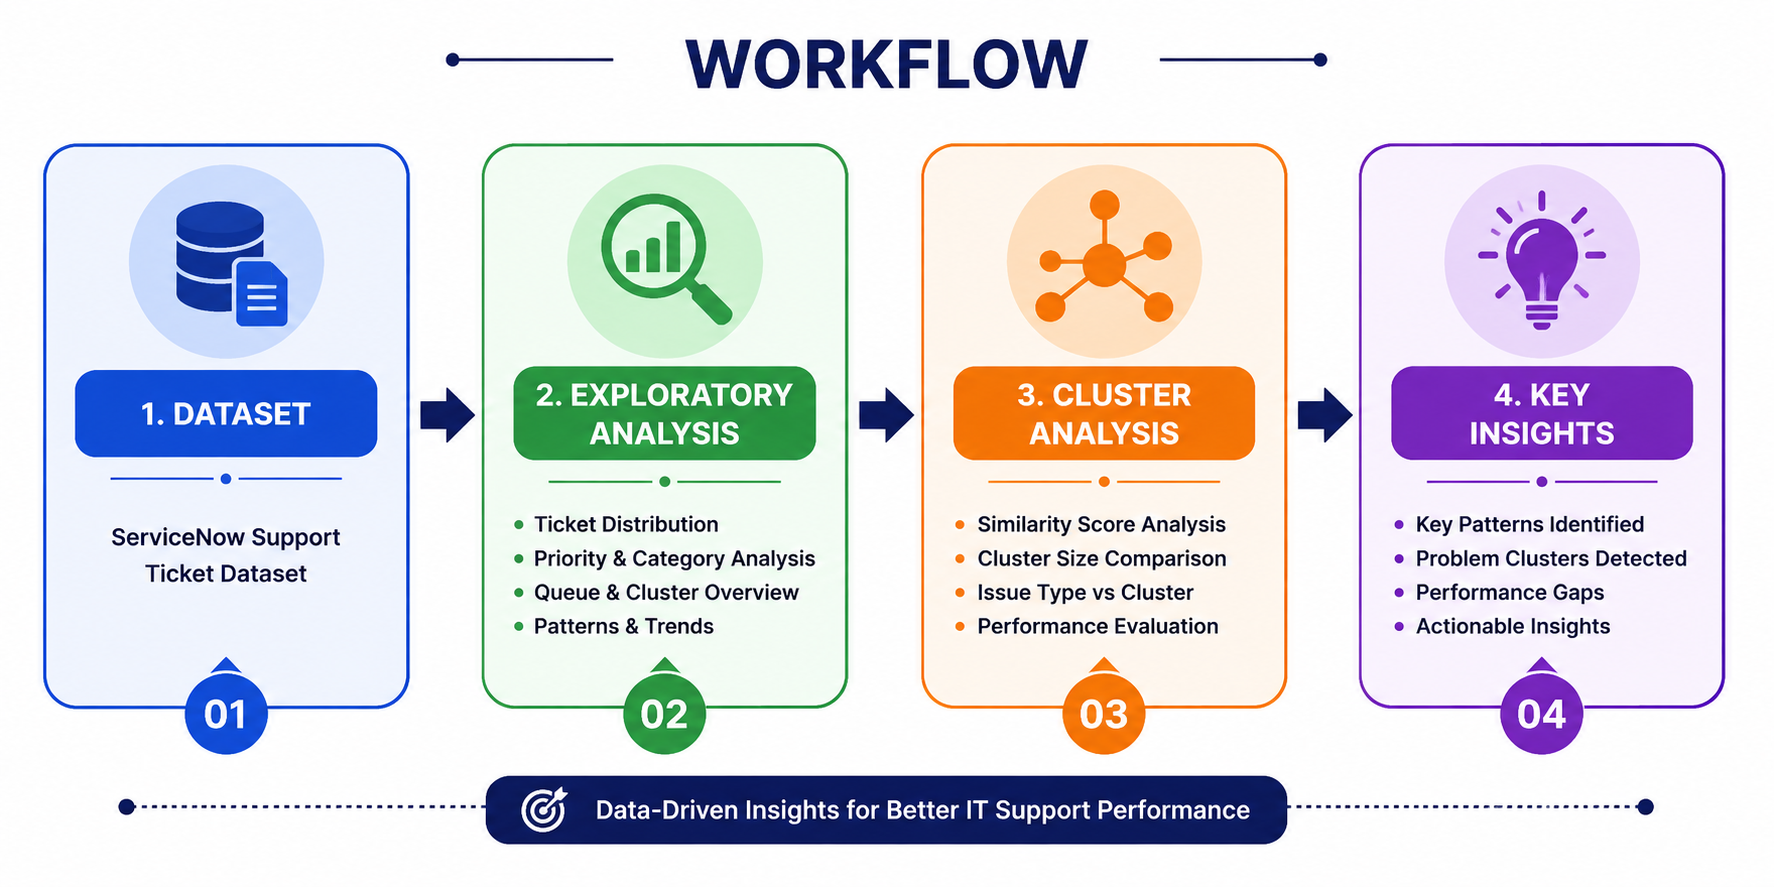 WORKFLOW
1. DATASET
ServiceNow Support
Ticket Dataset
01
2. EXPLORATORY
ANALYSIS
Ticket Distribution
Priority & Category Analysis
Queue & Cluster Overview
Patterns & Trends
02
3. CLUSTER
ANALYSIS
Similarity Score Analysis
Cluster Size Comparison
Issue Type vs Cluster
Performance Evaluation
03
4. KEY
INSIGHTS
Key Patterns Identified
Problem Clusters Detected
Performance Gaps
Actionable Insights
04
Data-Driven Insights for Better IT Support Performance